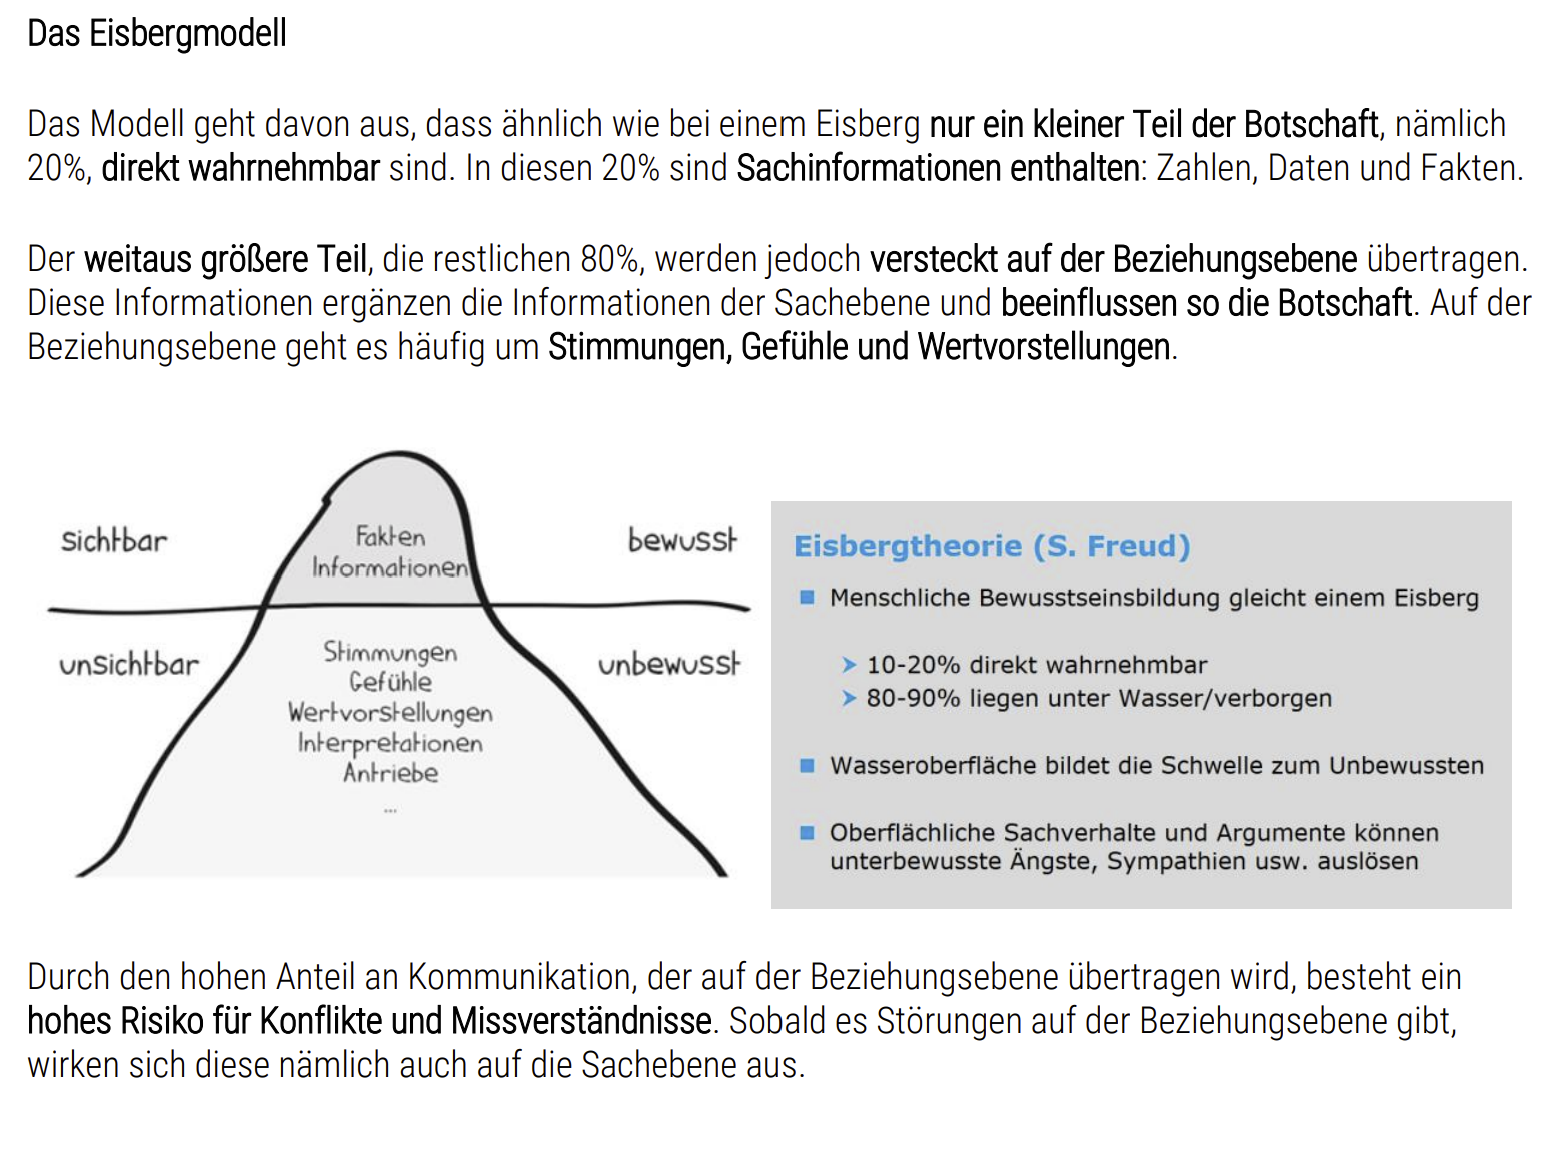 Das Eisbergmodell
Das Modell geht davon aus, dass ähnlich wie bei einem Eisberg nur ein kleiner Teil der Botschaft, nämlich
20%, direkt wahrnehmbar sind. In diesen 20% sind Sachinformationen enthalten: Zahlen, Daten und Fakten.
Der weitaus größere Teil, die restlichen 80%, werden jedoch versteckt auf der Beziehungsebene übertragen.
Diese Informationen ergänzen die Informationen der Sachebene und beeinflussen so die Botschaft. Auf der
Beziehungsebene geht es häufig um Stimmungen, Gefühle und Wertvorstellungen.
sichtbar
Fakten
Informationen
bewusst
unsichtbar
Stimmungen
Gefühle
Wertvorstellungen
Interpretationen
Antriebe
...
unbewusst
Eisbergtheorie (S. Freud)
Menschliche Bewusstseinsbildung gleicht einem Eisberg
10-20% direkt wahrnehmbar
80-90% liegen unter Wasser/verborgen
Wasseroberfläche bildet die Schwelle zum Unbewussten
Oberflächliche Sachverhalte und Argumente können
unterbewusste Ängste, Sympathien usw. auslösen
Durch den hohen Anteil an Kommunikation, der auf der Beziehungsebene übertragen wird, besteht ein
hohes Risiko für Konflikte und Missverständnisse. Sobald es Störungen auf der Beziehungsebene gibt,
wirken sich diese nämlich auch auf die Sachebene aus.